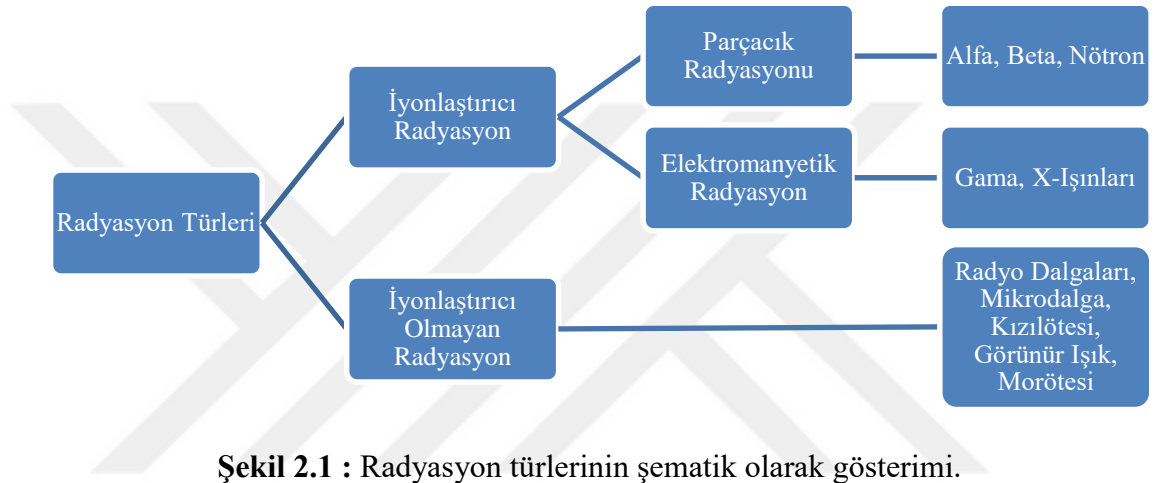 Radyasyon Türleri
İyonlaştırıcı
Radyasyon
Parçacık
Radyasyonu
Alfa, Beta, Nötron
Elektromanyetik
Radyasyon
Gama, X-Işınları
İyonlaştırıcı
Olmayan
Radyasyon
Radyo Dalgaları,
Mikrodalga,
Kızılötesi,
Görünür Işık,
Morötesi
Şekil 2.1 : Radyasyon türlerinin şematik olarak gösterimi.